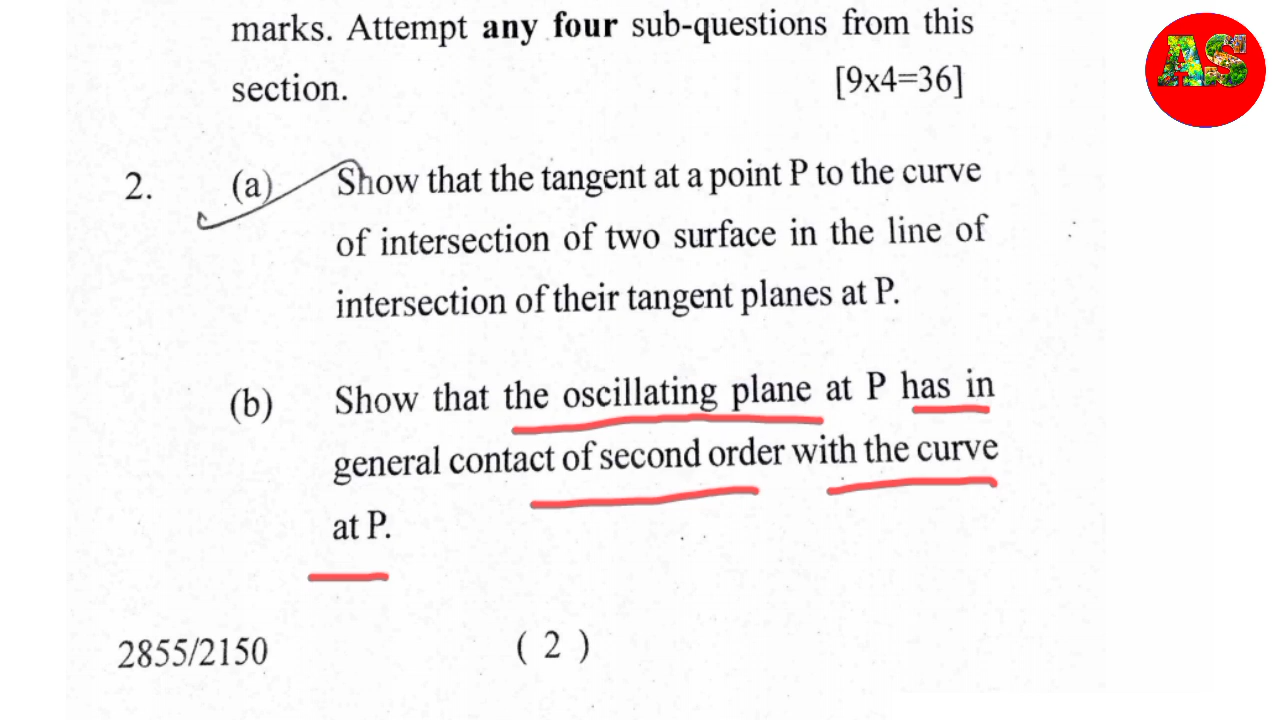 AS
marks. Attempt any four sub-questions from this
section. [9x4=36]
2. (a) Show that the tangent at a point P to the curve
of intersection of two surface in the line of
intersection of their tangent planes at P.
(b) Show that the oscillating plane at P has in
general contact of second order with the curve
at P.
2855/2150 ( 2 )